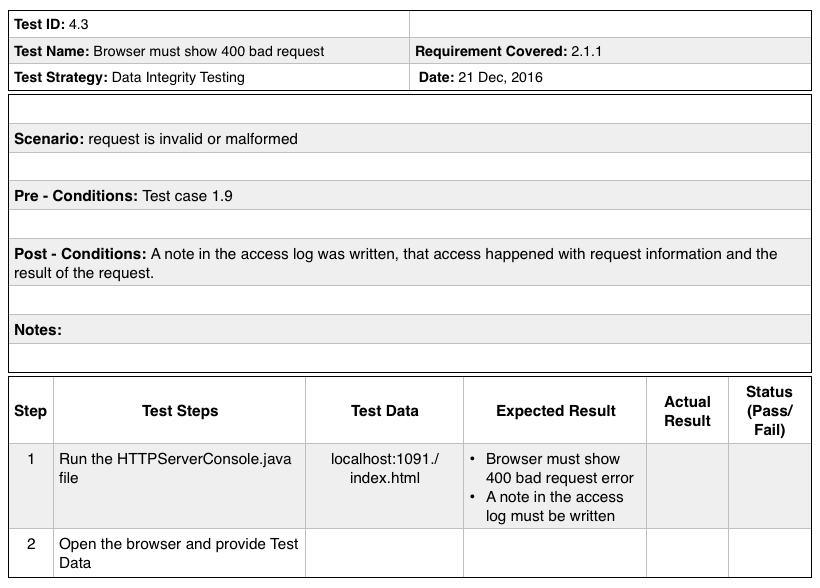 Test ID: 4.3
Test Name: Browser must show 400 bad request
Requirement Covered: 2.1.1
Test Strategy: Data Integrity Testing
Date: 21 Dec, 2016
Scenario: request is invalid or malformed
Pre - Conditions: Test case 1.9
Post - Conditions: A note in the access log was written, that access happened with request information and the
result of the request.
Notes:
Step
Test Steps
Test Data
Expected Result
Actual
Result
Status
(Pass/
Fail)
1
Run the HTTPServerConsole.java
file
localhost:1091./
index.html
• Browser must show
400 bad request error
• A note in the access
log must be written
2
Open the browser and provide Test
Data